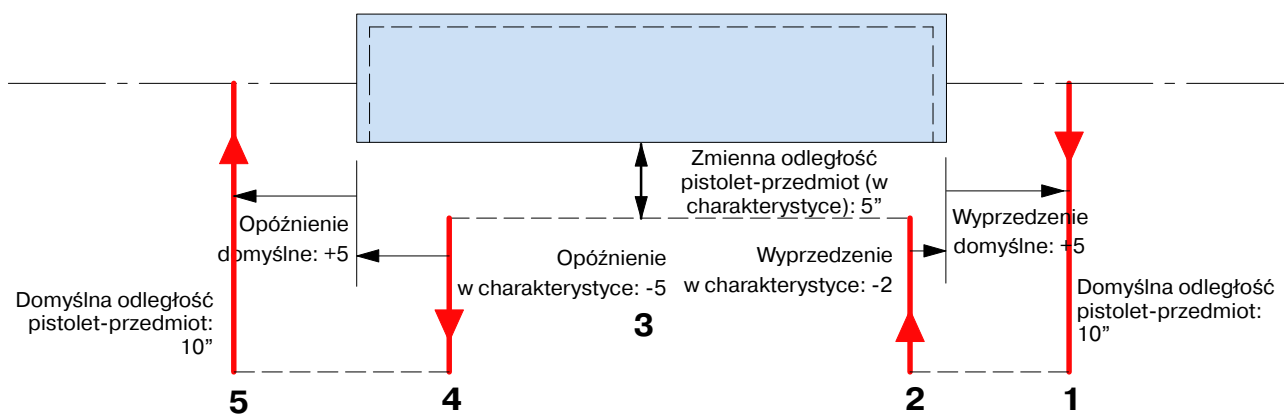 Zmienna odległość
pistolet-przedmiot (w
charakterystyce): 5”
Opóźnienie
domyślne: +5
Wyprzedzenie
domyślne: +5
Opóźnienie
w charakterystyce: -5
Wyprzedzenie
w charakterystyce: -2
Domyślna odległość
pistolet-przedmiot:
10”
Domyślna odległość
pistolet-przedmiot:
10”
3
5
4
2
1